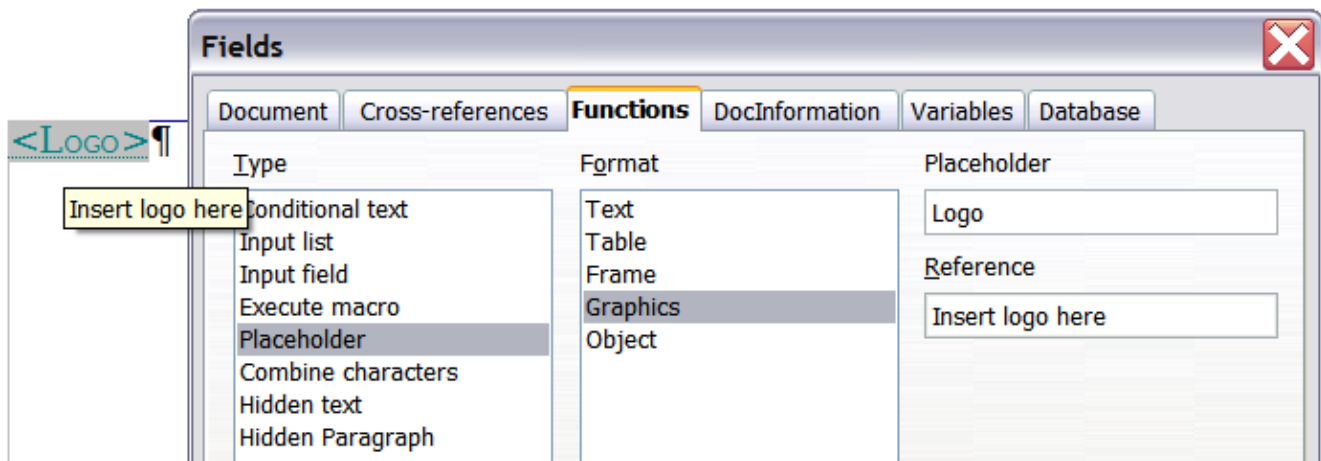 Fields
Document Cross-references Functions DocInformation Variables Database
<LOGO>¶
Type Format Placeholder
Insert logo here
Conditional text Text Logo
Input list Table
Input field Frame Reference
Execute macro Graphics Insert logo here
Placeholder Object
Combine characters
Hidden text
Hidden Paragraph